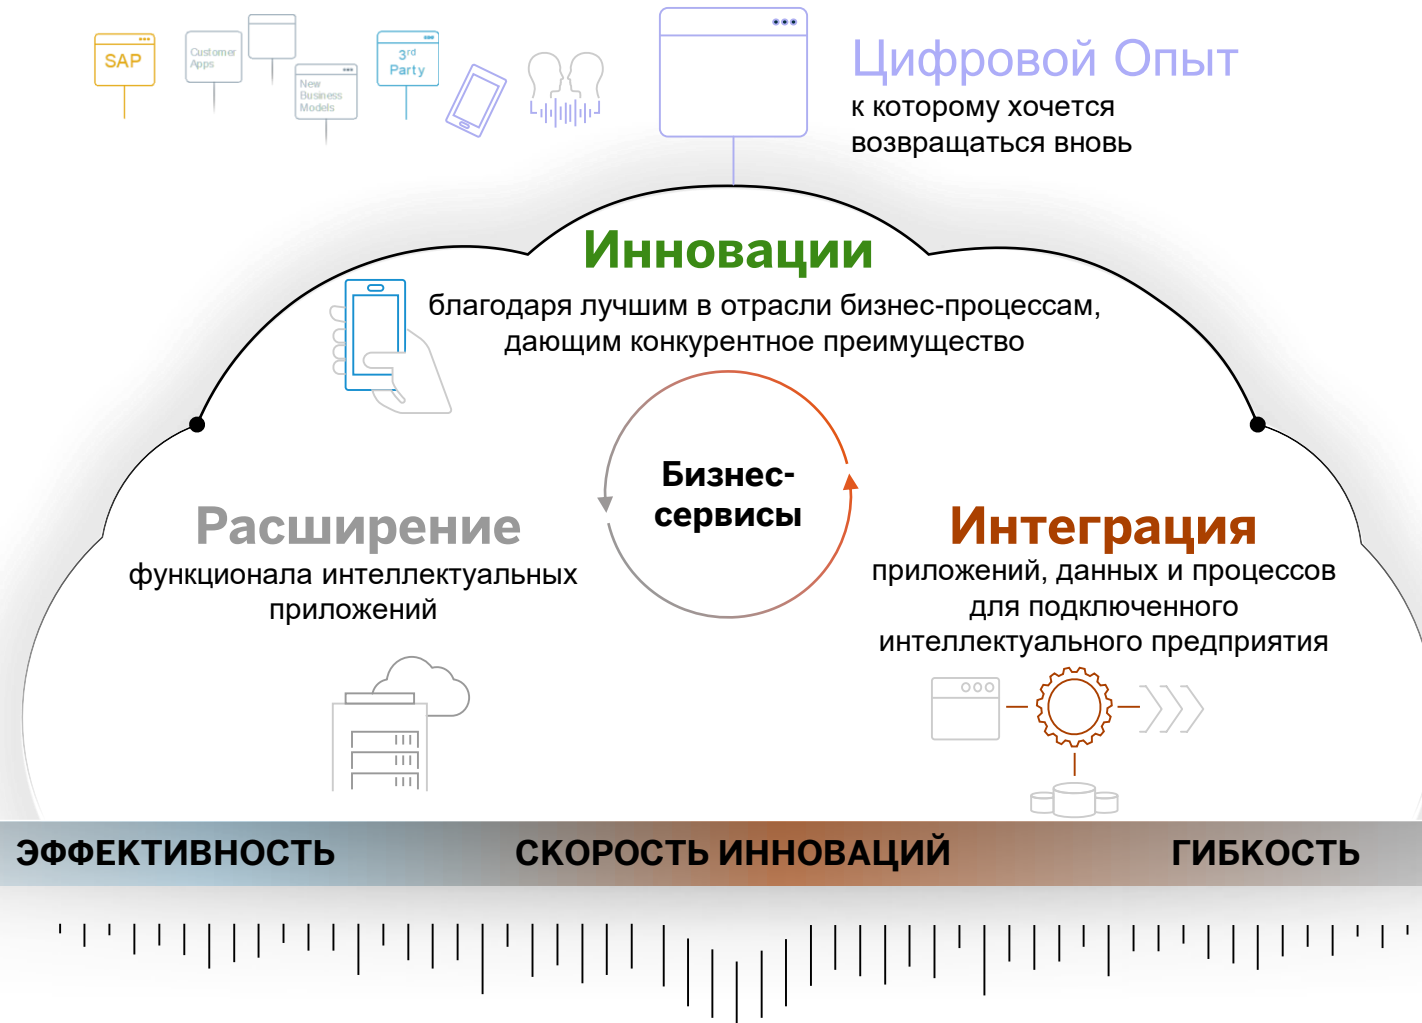 SAP
Customer
Apps
New
Business
Models
3rd
Party
Цифровой Опыт
к которому хочется
возвращаться вновь
Инновации
благодаря лучшим в отрасли бизнес-процессам,
дающим конкурентное преимущество
Бизнес-
сервисы
Расширение
функционала интеллектуальных
приложений
Интеграция
приложений, данных и процессов
для подключенного
интеллектуального предприятия
ЭФФЕКТИВНОСТЬ
СКОРОСТЬ ИННОВАЦИЙ
ГИБКОСТЬ